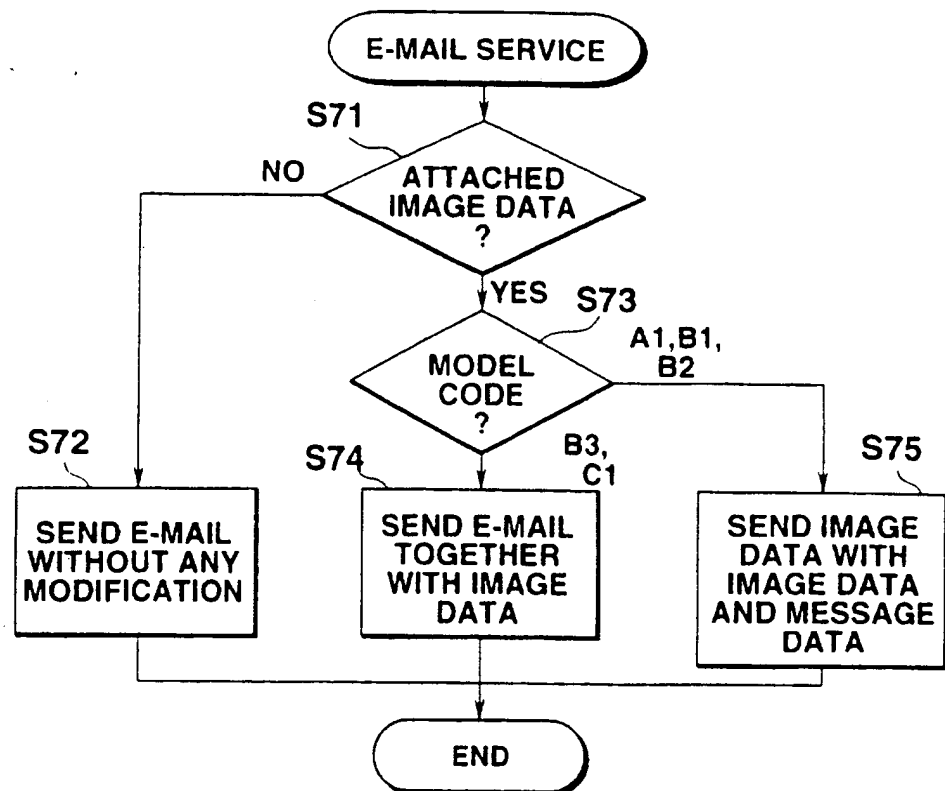 E-MAIL SERVICE
S71
NO
ATTACHED
IMAGE DATA
?
YES
S73
A1,B1,
B2
MODEL
CODE
?
S72
S74
B3,
C1
S75
SEND E-MAIL
WITHOUT ANY
MODIFICATION
SEND E-MAIL
TOGETHER
WITH IMAGE
DATA
SEND IMAGE
DATA WITH
IMAGE DATA
AND MESSAGE
DATA
END